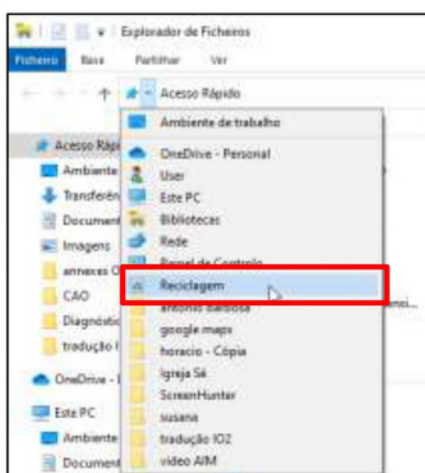 Explorador de Ficheiros
Ficheiro Base Partilhar Ver
Acesso Rápido
Ambiente de trabalho
Acesso Ráp
OneDrive - Personal
Ambiente
User
Transferên
Este PC
Document
Bibliotecas
Imagens
Rede
annexes O
Painel de Controlo
CAO
Reciclagem
antonio barbosa
Diagnóstic
google maps
tradução I
horacio - Cópia
Igreja Sé
OneDrive -
ScreenHunter
Este PC
susana
Ambiente
tradução IO2
Document
video AIM